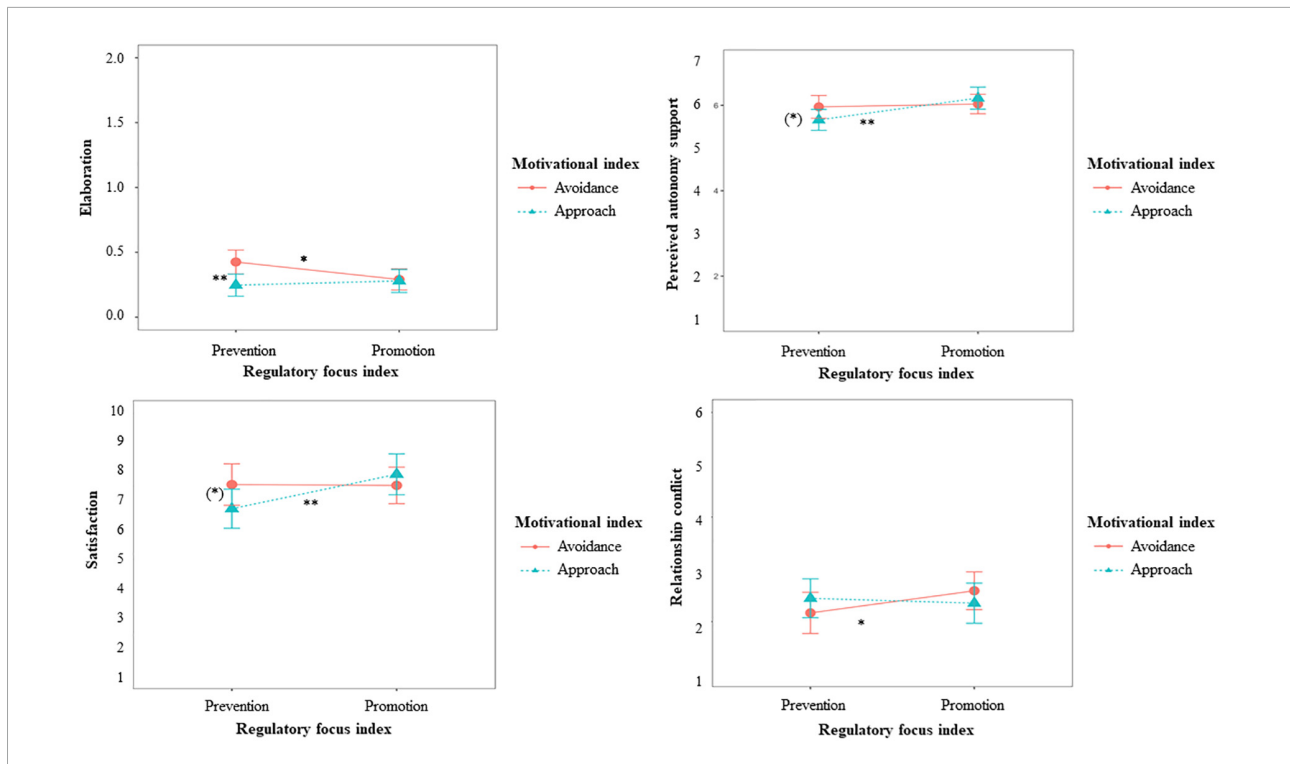 2.0
1.5
1.0
0.5
0.0
Elaboration
**
*
Prevention
Promotion
Regulatory focus index
Motivational index
Avoidance
Approach
7
6
6
5
4
4
3
2
2
1
Perceived autonomy support
(*)
**
Prevention
Promotion
Regulatory focus index
Motivational index
Avoidance
Approach
10
9
8
7
6
5
4
3
2
1
Satisfaction
(*)
**
Prevention
Promotion
Regulatory focus index
Motivational index
Avoidance
Approach
6
5
4
3
2
1
Relationship conflict
*
Prevention
Promotion
Regulatory focus index
Motivational index
Avoidance
Approach